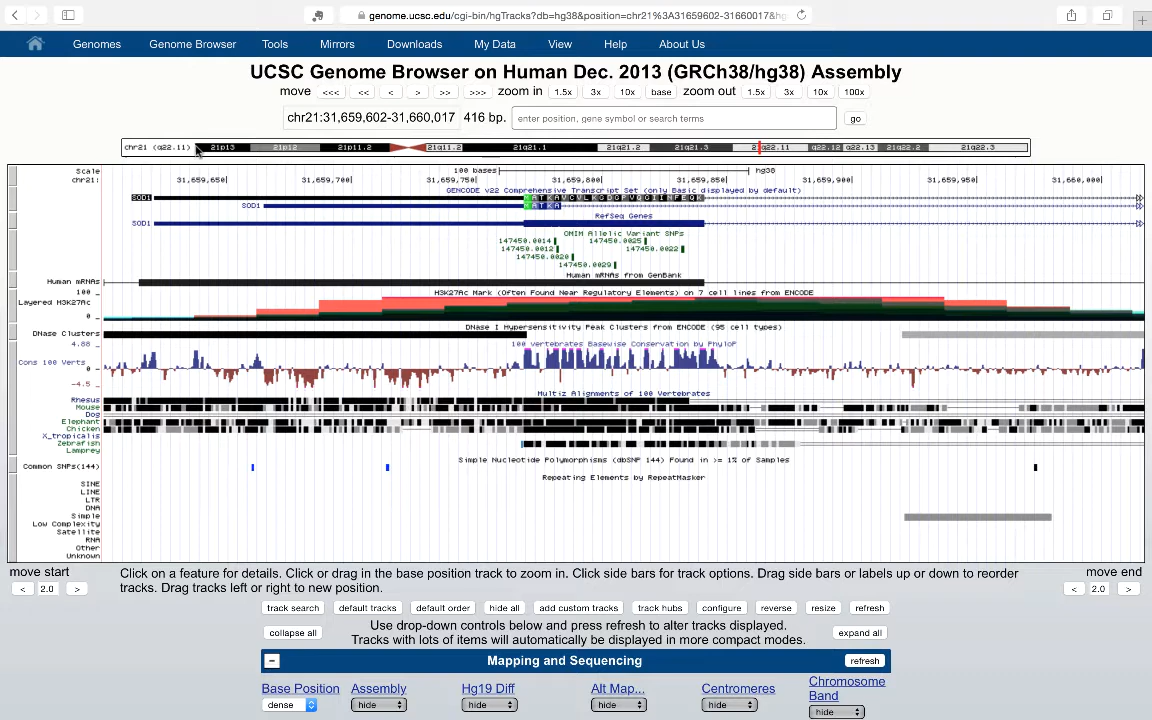 genome.ucsc.edu/cgi-bin/hgTracks?db=hg38&position=chr21%3A31659602-31660017&hg
Genomes Genome Browser Tools Mirrors Downloads My Data View Help About Us
UCSC Genome Browser on Human Dec. 2013 (GRCh38/hg38) Assembly
move <<< << < > >> >>> zoom in 1.5x 3x 10x base zoom out 1.5x 3x 10x 100x
chr21:31,659,602-31,660,017 416 bp. enter position, gene symbol or search terms go
chr21 (q22.11) 21p13 21p12 21p11.2 21q11.2 21q21.1 21q21.2 21q21.3 21q22.11 q22.12 q22.13 21q22.2 21q22.3
Scale 100 bases hg38
chr21: 31,659,650 31,659,700 31,659,750 31,659,800 31,659,850 31,659,900 31,659,950 31,660,000
GENCODE v22 Comprehensive Transcript Set (only Basic displayed by default)
SOD1 M A T K A V C V L K G D G P V Q G I I N F E Q K
SOD1 M A T K A
RefSeq Genes
SOD1
OMIM Allelic Variant SNPs
147450.0014 147450.0025
147450.0012 147450.0022
147450.0020
147450.0029
Human mRNAs from GenBank
Human mRNAs
100 _ H3K27Ac Mark (Often Found Near Regulatory Elements) on 7 cell lines from ENCODE
Layered H3K27Ac
0 _
DNase I Hypersensitivity Peak Clusters from ENCODE (95 cell types)
DNase Clusters
4.88 _ 100 vertebrates Basewise Conservation by PhyloP
Cons 100 Verts 0 -
-4.5 _
Multiz Alignments of 100 Vertebrates
Rhesus
Mouse
Dog
Elephant
Chicken
X_tropicalis
Zebrafish
Lamprey
Simple Nucleotide Polymorphisms (dbSNP 144) Found in >= 1% of Samples
Common SNPs(144)
Repeating Elements by RepeatMasker
SINE
LINE
LTR
DNA
Simple
Low Complexity
Satellite
RNA
Other
Unknown
move start Click on a feature for details. Click or drag in the base position track to zoom in. Click side bars for track options. Drag side bars or labels up or down to reorder move end
< 2.0 > tracks. Drag tracks left or right to new position. < 2.0 >
track search default tracks default order hide all add custom tracks track hubs configure reverse resize refresh
collapse all Use drop-down controls below and press refresh to alter tracks displayed. expand all
Tracks with lots of items will automatically be displayed in more compact modes.
- Mapping and Sequencing refresh
Base Position Assembly Hg19 Diff Alt Map... Centromeres Chromosome Band
dense hide hide hide hide hide